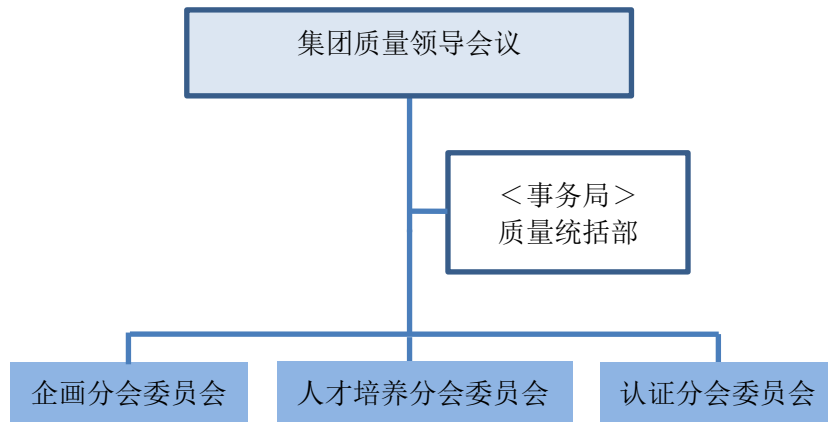 集团质量领导会议
＜事务局＞
质量统括部
企画分会委员会
人才培养分会委员会
认证分会委员会